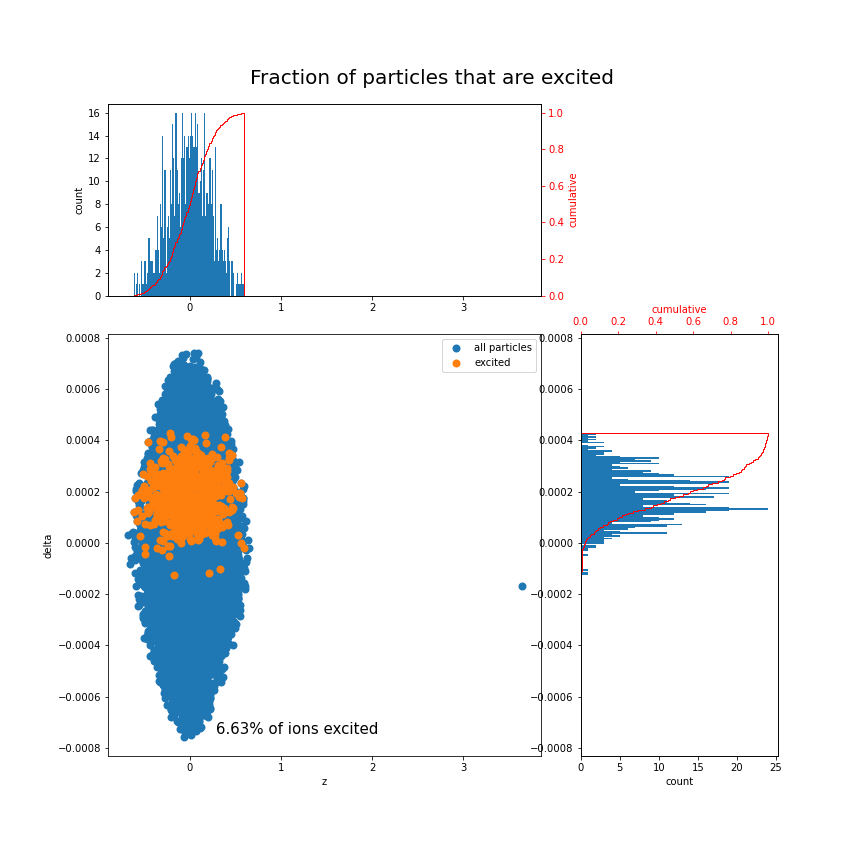 Fraction of particles that are excited
16
14
12
10
8
6
4
2
0
count
0 1 2 3
1.0
0.8
0.6
0.4
0.2
0.0
cumulative
0.0008
0.0006
0.0004
0.0002
0.0000
−0.0002
−0.0004
−0.0006
−0.0008
delta
all particles
excited
6.63% of ions excited
0 1 2 3
z
cumulative
0.0 0.2 0.4 0.6 0.8 1.0
0.0008
0.0006
0.0004
0.0002
0.0000
−0.0002
−0.0004
−0.0006
−0.0008
0 5 10 15 20 25
count